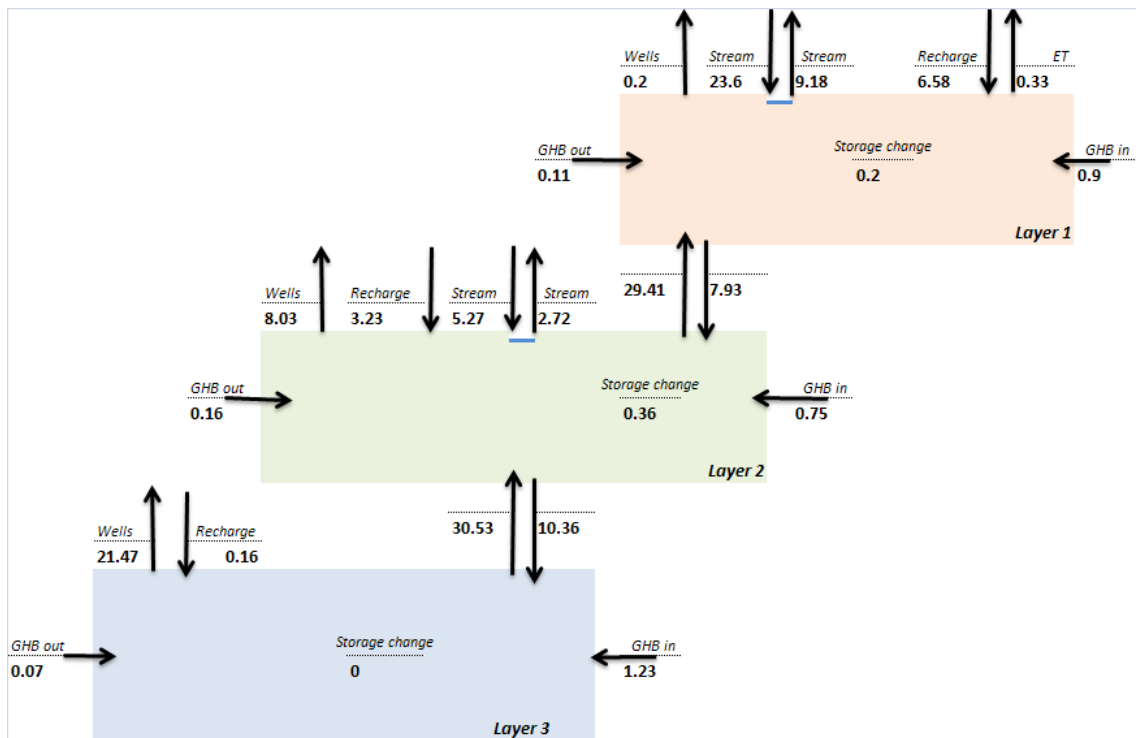 Wells Stream Stream Recharge ET
0.2 23.6 9.18 6.58 0.33
GHB out Storage change GHB in
0.11 0.2 0.9
Layer 1
29.41 7.93
Wells Recharge Stream Stream
8.03 3.23 5.27 2.72
GHB out Storage change GHB in
0.16 0.36 0.75
Layer 2
30.53 10.36
Wells Recharge
21.47 0.16
GHB out Storage change GHB in
0.07 0 1.23
Layer 3